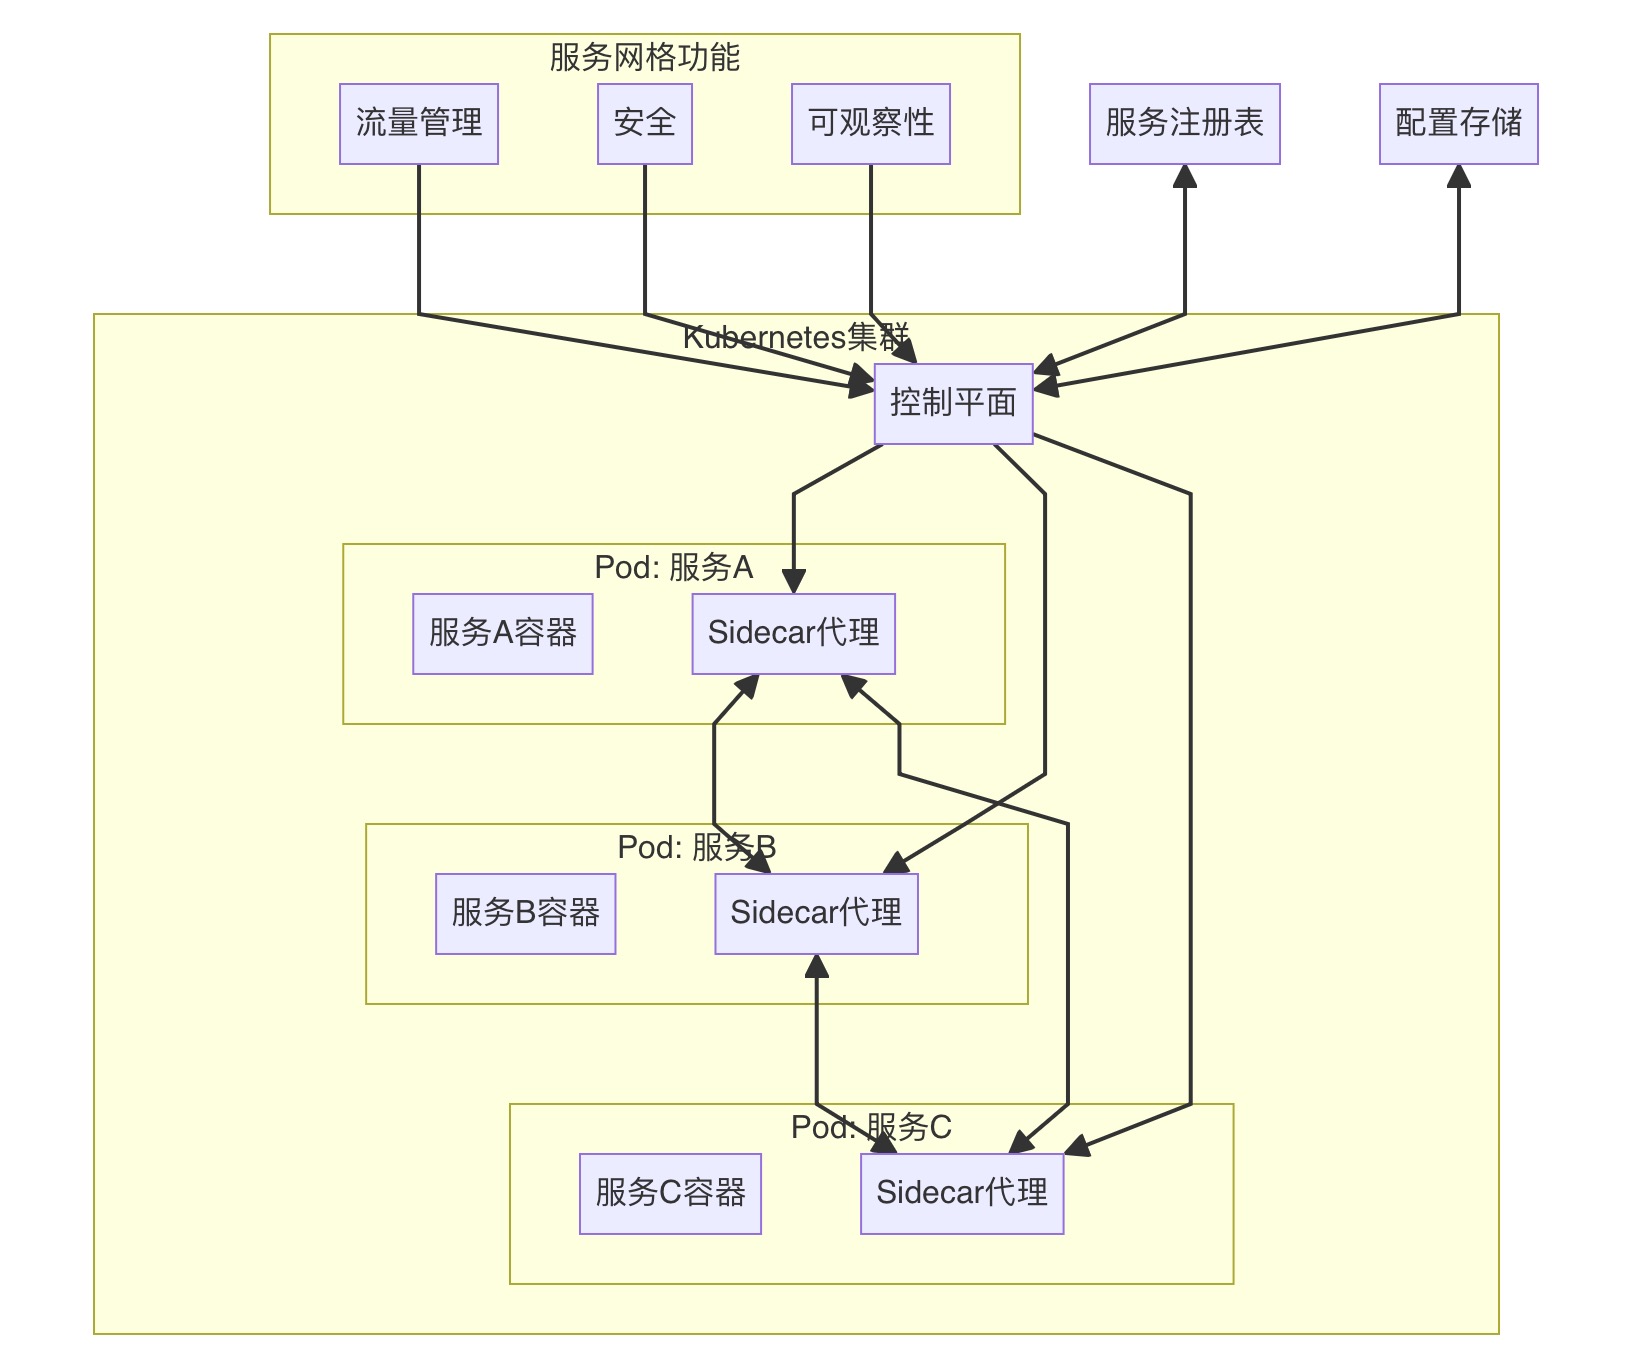 服务网格功能
流量管理
安全
可观察性
服务注册表
配置存储
Kubernetes集群
控制平面
Pod: 服务A
服务A容器
Sidecar代理
Pod: 服务B
服务B容器
Sidecar代理
Pod: 服务C
服务C容器
Sidecar代理